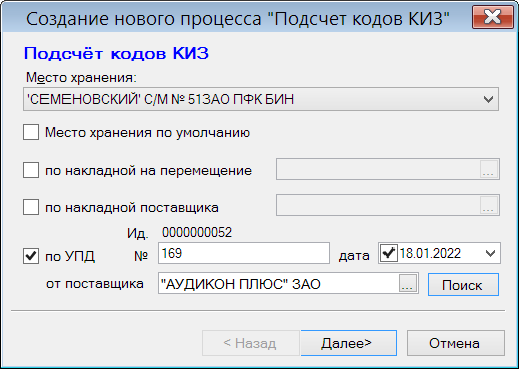 Создание нового процесса "Подсчет кодов КИЗ"
Подсчёт кодов КИЗ
Место хранения:
'СЕМЕНОВСКИЙ' С/М № 51ЗАО ПФК БИН
Место хранения по умолчанию
по накладной на перемещение ...
по накладной поставщика ...
Ид. 0000000052
по УПД № 169 дата 18.01.2022
от поставщика "АУДИКОН ПЛЮС" ЗАО ... Поиск
< Назад Далее> Отмена